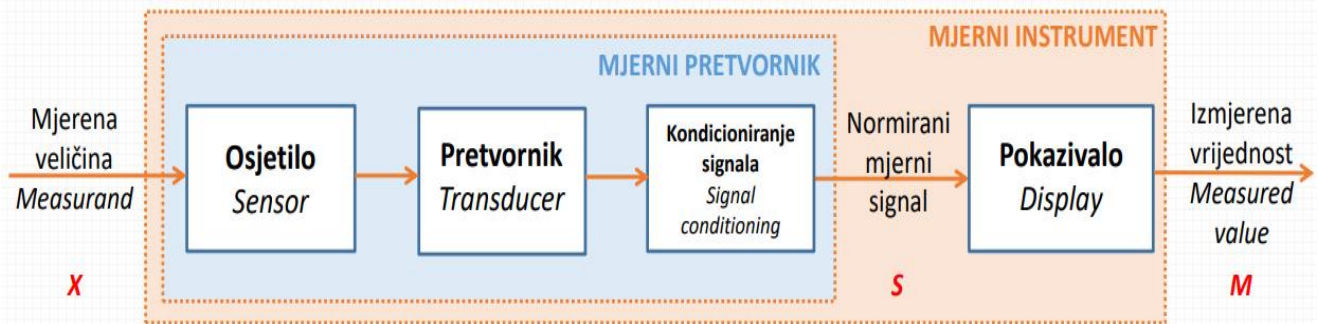 MJERNI INSTRUMENT
MJERNI PRETVORNIK
Mjerena
veličina
Measurand
X
Osjetilo
Sensor
Pretvornik
Transducer
Kondicioniranje
signala
Signal
conditioning
Normirani
mjerni
signal
S
Pokazivalo
Display
Izmjerena
vrijednost
Measured
value
M